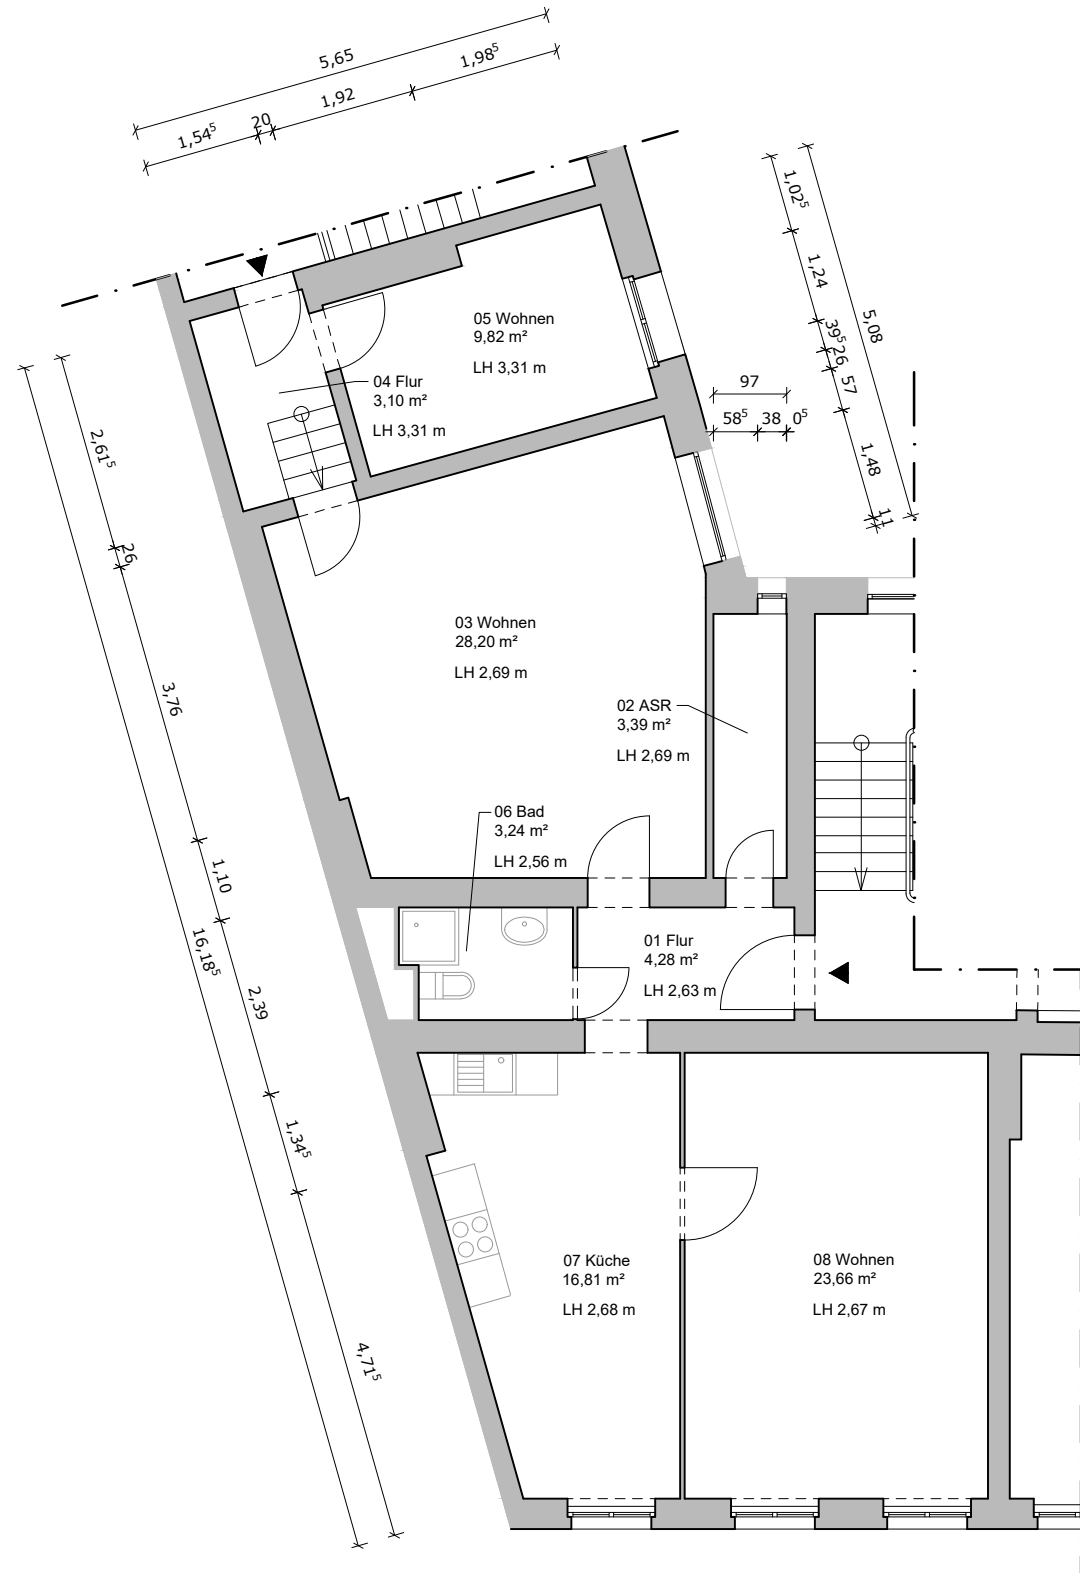 5,65
1,98⁵
1,92
20
1,54⁵
1,02⁵
1,24
5,08
39⁵
26
57
05 Wohnen
9,82 m²
LH 3,31 m
04 Flur
3,10 m²
LH 3,31 m
97
58⁵ 38 0⁵
1,48
11
2,61⁵
26
03 Wohnen
28,20 m²
LH 2,69 m
3,76
02 ASR
3,39 m²
LH 2,69 m
06 Bad
3,24 m²
LH 2,56 m
1,10
16,18⁵
01 Flur
4,28 m²
LH 2,63 m
2,39
1,34⁵
07 Küche
16,81 m²
LH 2,68 m
08 Wohnen
23,66 m²
LH 2,67 m
4,71⁵